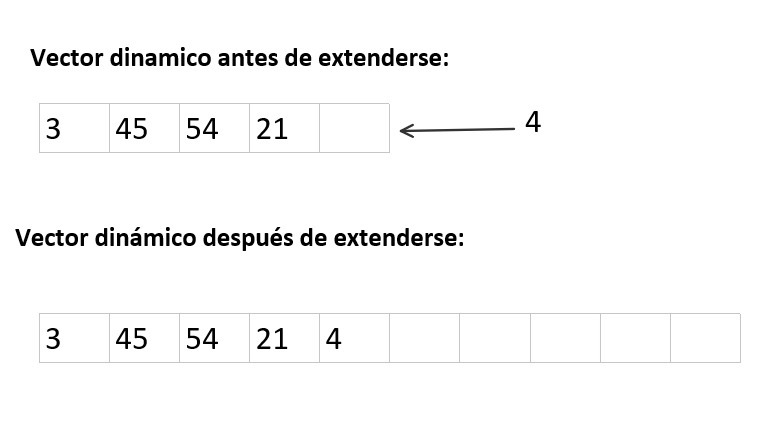 Vector dinamico antes de extenderse:
3 45 54 21 4
Vector dinámico después de extenderse:
3 45 54 21 4